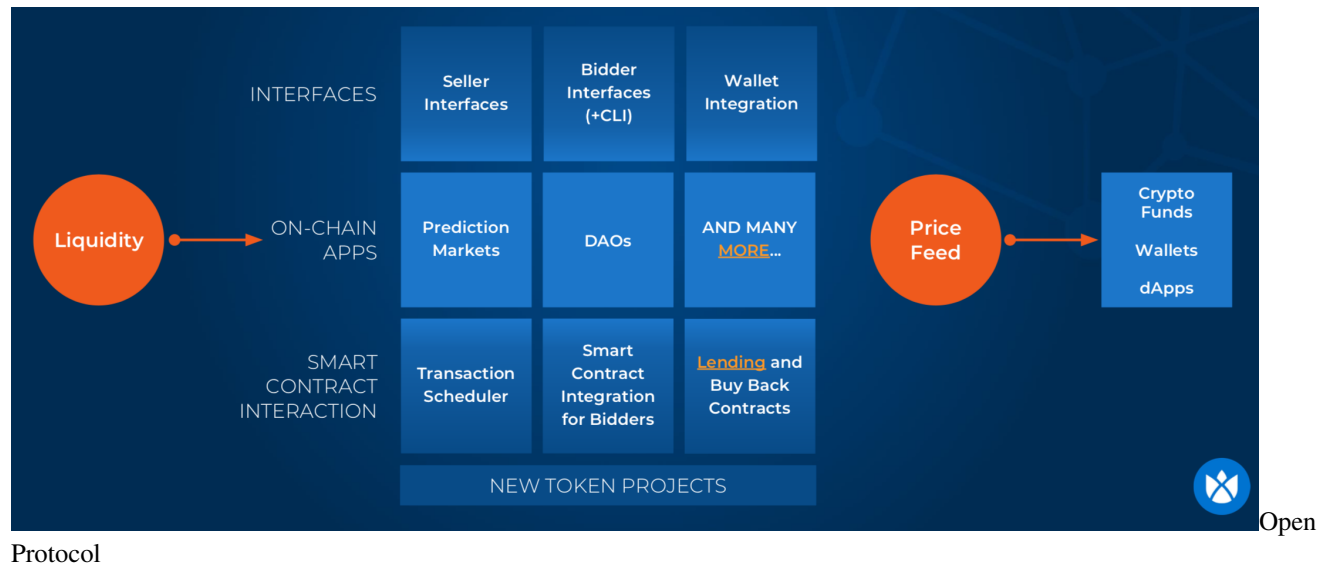 INTERFACES
Seller
Interfaces
Bidder
Interfaces
(+CLI)
Wallet
Integration
Liquidity
ON-CHAIN
APPS
Prediction
Markets
DAOs
AND MANY
MORE...
Price
Feed
Crypto
Funds
Wallets
dApps
SMART
CONTRACT
INTERACTION
Transaction
Scheduler
Smart
Contract
Integration
for Bidders
Lending and
Buy Back
Contracts
NEW TOKEN PROJECTS
Open
Protocol